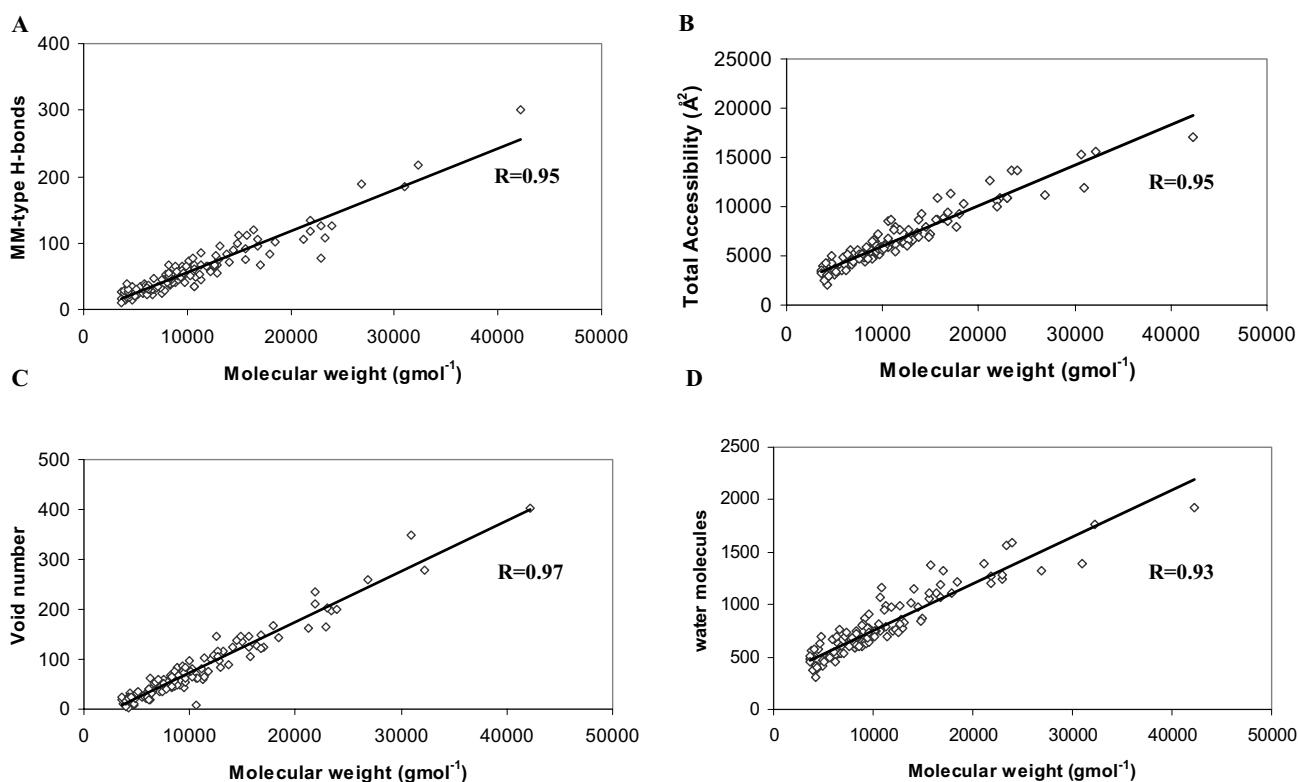 A
400
300
200
100
0
MM-type H-bonds
R=0.95
0 10000 20000 30000 40000 50000
Molecular weight (gmol⁻¹)
B
25000
20000
15000
10000
5000
0
Total Accessibility (Å²)
R=0.95
0 10000 20000 30000 40000 50000
Molecular weight (gmol⁻¹)
C
500
400
300
200
100
0
Void number
R=0.97
0 10000 20000 30000 40000 50000
Molecular weight (gmol⁻¹)
D
2500
2000
1500
1000
500
0
water molecules
R=0.93
0 10000 20000 30000 40000 50000
Molecular weight (gmol⁻¹)